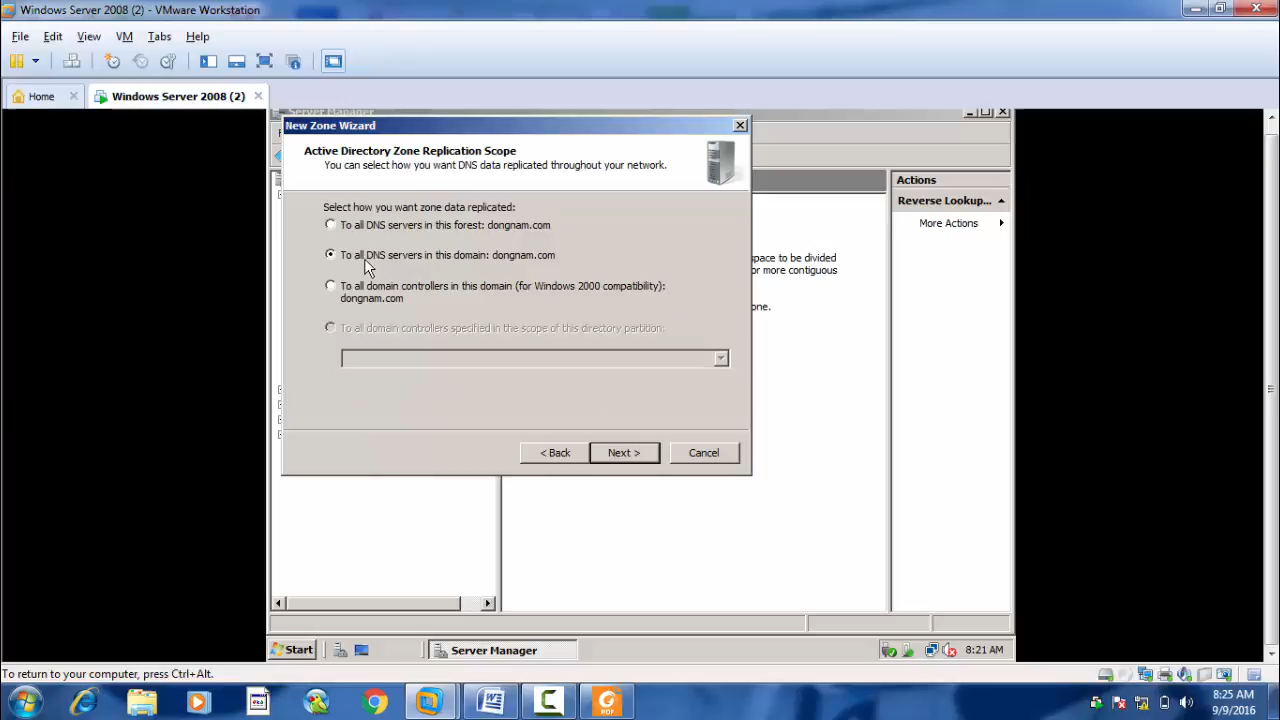 Windows Server 2008 (2) - VMware Workstation
File Edit View VM Tabs Help
Home
Windows Server 2008 (2)
New Zone Wizard
Active Directory Zone Replication Scope
You can select how you want DNS data replicated throughout your network.
Select how you want zone data replicated:
To all DNS servers in this forest: dongnam.com
To all DNS servers in this domain: dongnam.com
To all domain controllers in this domain (for Windows 2000 compatibility):
dongnam.com
To all domain controllers specified in the scope of this directory partition:
< Back
Next >
Cancel
Actions
Reverse Lookup...
More Actions
space to be divided
or more contiguous
one.
Start
Server Manager
8:21 AM
To return to your computer, press Ctrl+Alt.
PDF
8:25 AM
9/9/2016